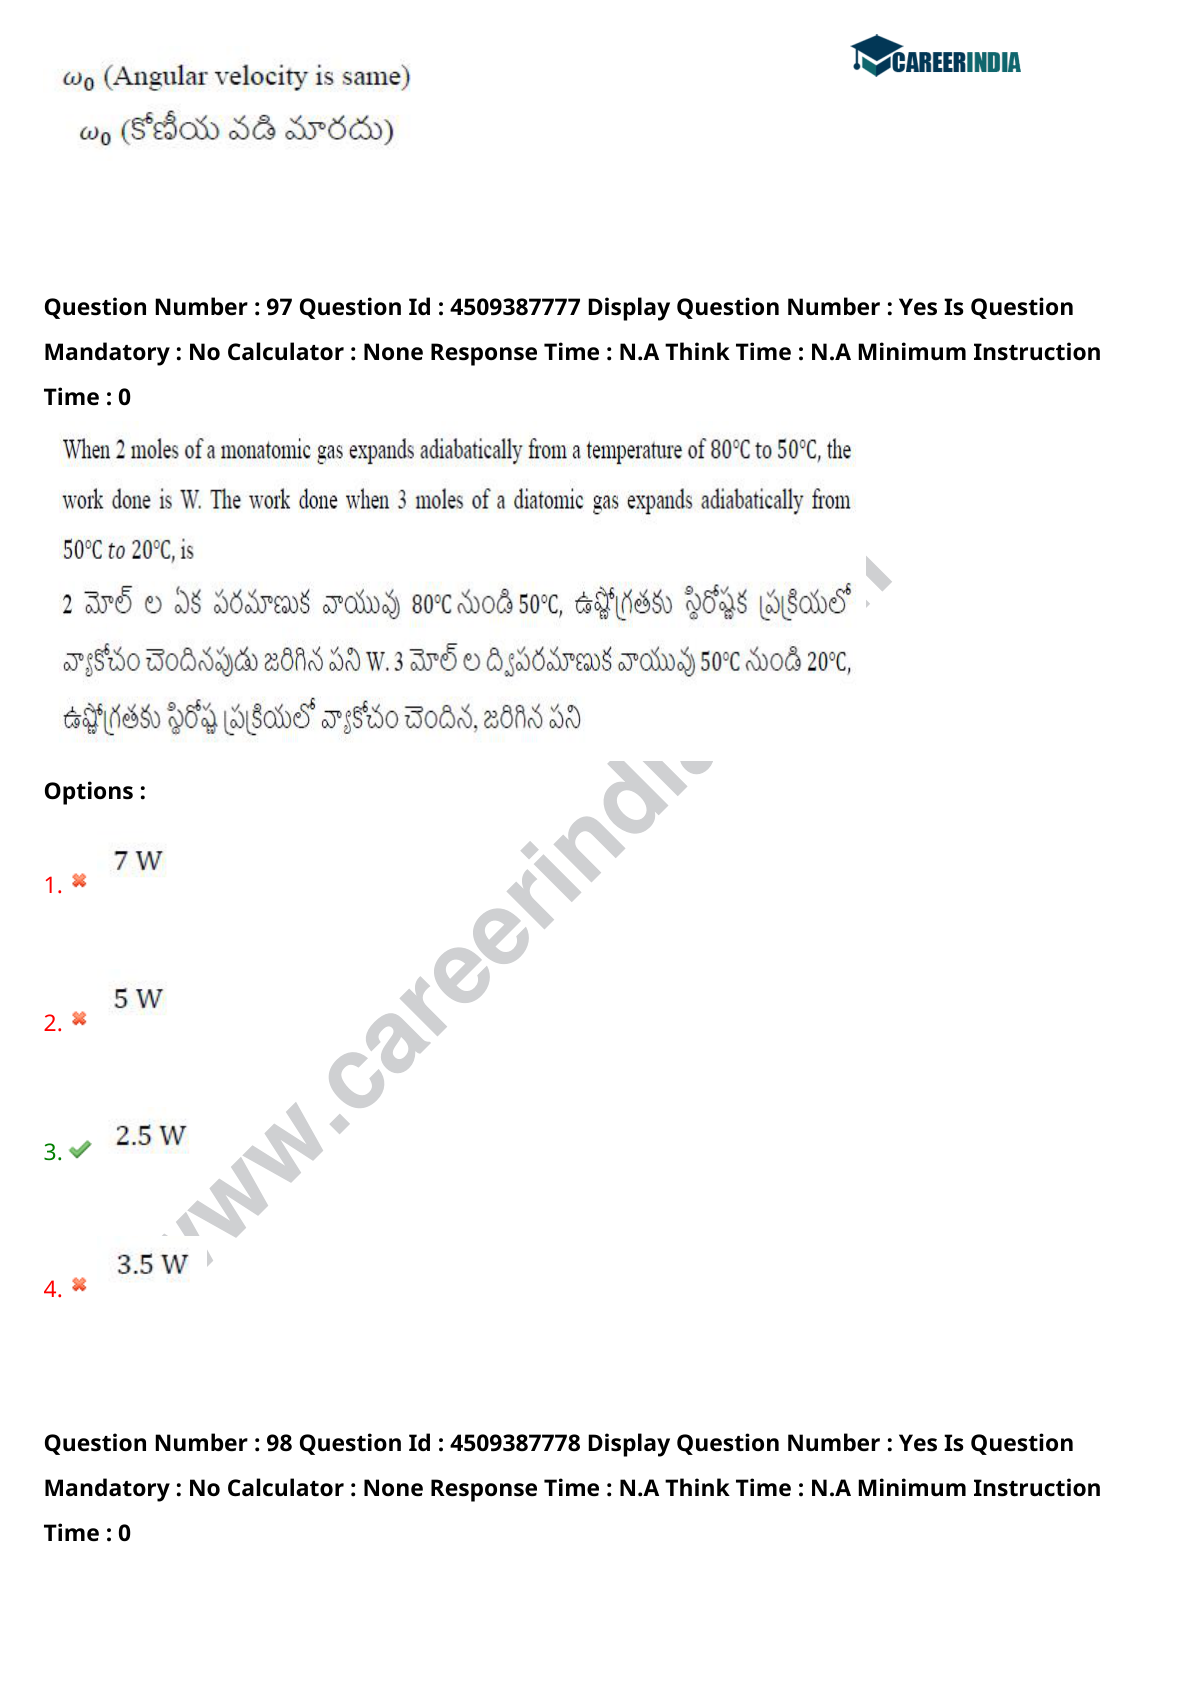 CAREERINDIA
ω₀ (Angular velocity is same)
ω₀ (కోణీయ వడి మారదు)
Question Number : 97 Question Id : 4509387777 Display Question Number : Yes Is Question
Mandatory : No Calculator : None Response Time : N.A Think Time : N.A Minimum Instruction
Time : 0
When 2 moles of a monatomic gas expands adiabatically from a temperature of 80°C to 50°C, the
work done is W. The work done when 3 moles of a diatomic gas expands adiabatically from
50°C to 20°C, is
2 మోల్ ల ఏక పరమాణుక వాయువు 80°C నుండి 50°C, ఉష్ణోగ్రతకు స్థిరోష్ణక ప్రక్రియలో
వ్యాకోచం చెందినపుడు జరిగిన పని W. 3 మోల్ ల ద్విపరమాణుక వాయువు 50°C నుండి 20°C,
ఉష్ణోగ్రతకు స్థిరోష్ణ ప్రక్రియలో వ్యాకోచం చెందిన, జరిగిన పని
Options :
7 W
1.
5 W
2.
2.5 W
3.
3.5 W
4.
www.careerindia
Question Number : 98 Question Id : 4509387778 Display Question Number : Yes Is Question
Mandatory : No Calculator : None Response Time : N.A Think Time : N.A Minimum Instruction
Time : 0